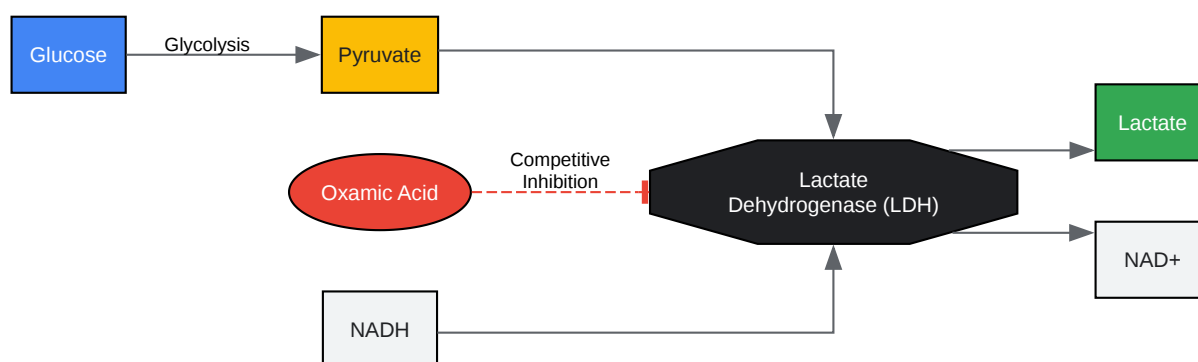 Glucose
Glycolysis
Pyruvate
Lactate
Competitive
Inhibition
Oxamic Acid
Lactate
Dehydrogenase (LDH)
NAD+
NADH